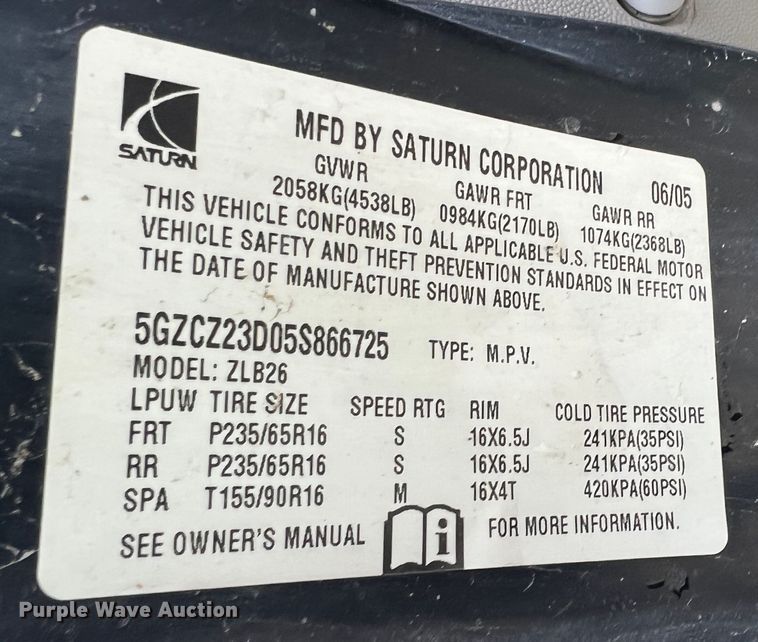 SATURN
MFD BY SATURN CORPORATION 06/05
GVWR GAWR FRT GAWR RR
2058KG(4538LB) 0984KG(2170LB) 1074KG(2368LB)
THIS VEHICLE CONFORMS TO ALL APPLICABLE U.S. FEDERAL MOTOR
VEHICLE SAFETY AND THEFT PREVENTION STANDARDS IN EFFECT ON
THE DATE OF MANUFACTURE SHOWN ABOVE.
5GZCZ23D05S866725 TYPE: M.P.V.
MODEL: ZLB26
LPUW TIRE SIZE SPEED RTG RIM COLD TIRE PRESSURE
FRT P235/65R16 S 16X6.5J 241KPA(35PSI)
RR P235/65R16 S 16X6.5J 241KPA(35PSI)
SPA T155/90R16 M 16X4T 420KPA(60PSI)
SEE OWNER'S MANUAL i FOR MORE INFORMATION.
Purple Wave Auction